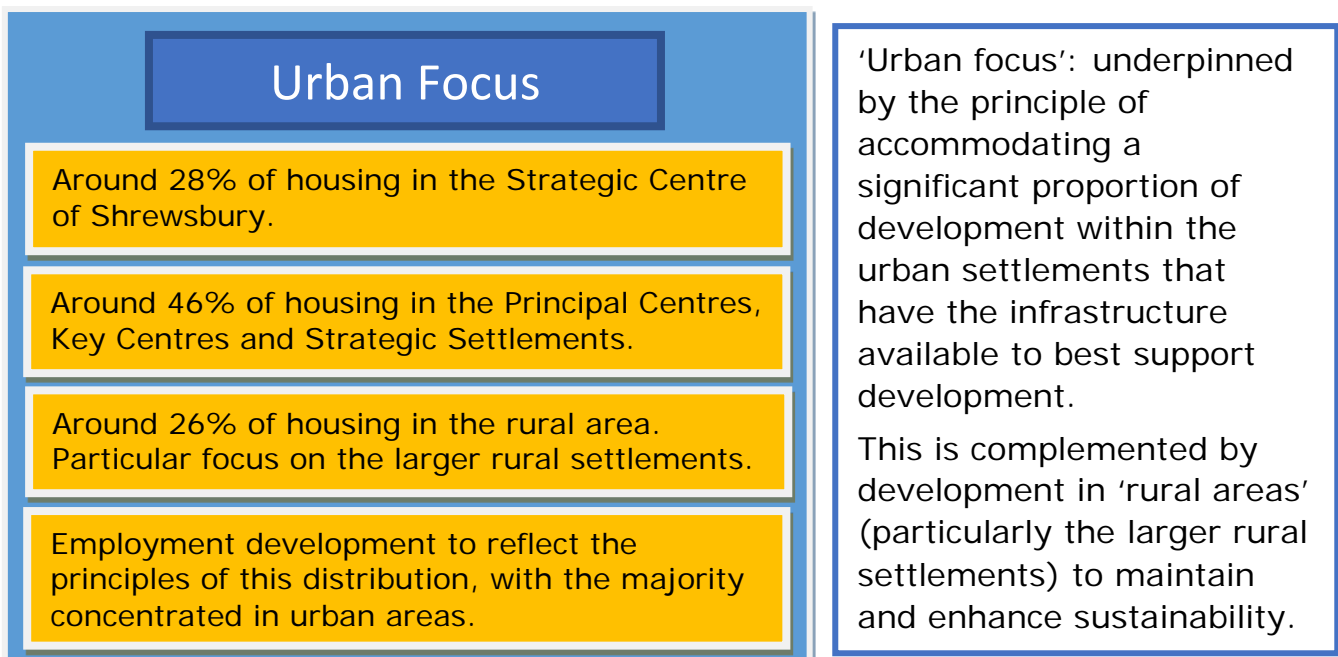 Urban Focus
Around 28% of housing in the Strategic Centre
of Shrewsbury.
Around 46% of housing in the Principal Centres,
Key Centres and Strategic Settlements.
Around 26% of housing in the rural area.
Particular focus on the larger rural settlements.
Employment development to reflect the
principles of this distribution, with the majority
concentrated in urban areas.
‘Urban focus’: underpinned
by the principle of
accommodating a
significant proportion of
development within the
urban settlements that
have the infrastructure
available to best support
development.
This is complemented by
development in ‘rural areas’
(particularly the larger rural
settlements) to maintain
and enhance sustainability.